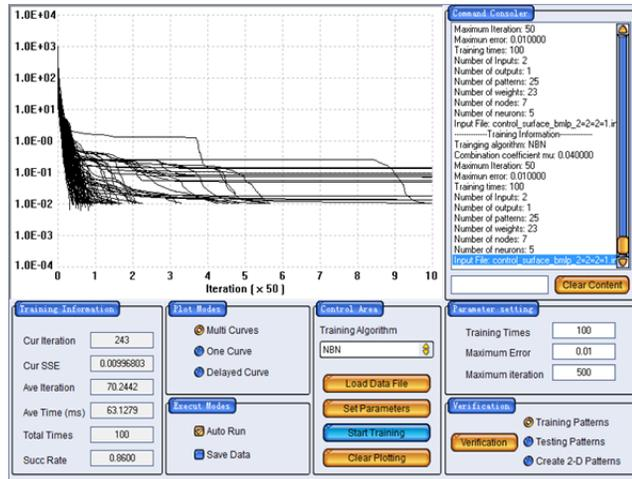 1.0E+04
1.0E+03
1.0E+02
1.0E+01
1.0E-00
1.0E-01
1.0E-02
1.0E-03
1.0E-04
0 1 2 3 4 5 6 7 8 9 10
Iteration ( x 50 )
Command Consoler
Maximum Iteration: 50
Maximun error: 0.010000
Training times: 100
Number of Inputs: 2
Number of outputs: 1
Number of patterns: 25
Number of weights: 23
Number of nodes: 7
Number of neurons: 5
Input File: control_surface_bmlp_2=2=2=1.in
------------Training Information------------
Trainging algorithm: NBN
Combination coefficient mu: 0.040000
Maximum Iteration: 50
Maximun error: 0.010000
Training times: 100
Number of Inputs: 2
Number of outputs: 1
Number of patterns: 25
Number of weights: 23
Number of nodes: 7
Number of neurons: 5
Input File: control_surface_bmlp_2=2=2=1.in
Clear Content
Training Information
Cur Iteration 243
Cur SSE 0.00996803
Ave Iteration 70.2442
Ave Time (ms) 63.1279
Total Times 100
Succ Rate 0.8600
Plot Modes
Multi Curves
One Curve
Delayed Curve
Execut Modes
Auto Run
Save Data
Control Area
Training Algorithm
NBN
Load Data File
Set Parameters
Start Training
Clear Plotting
Parameter setting
Training Times 100
Maximum Error 0.01
Maximum iteration 500
Verification
Verification
Training Patterns
Testing Patterns
Create 2-D Patterns